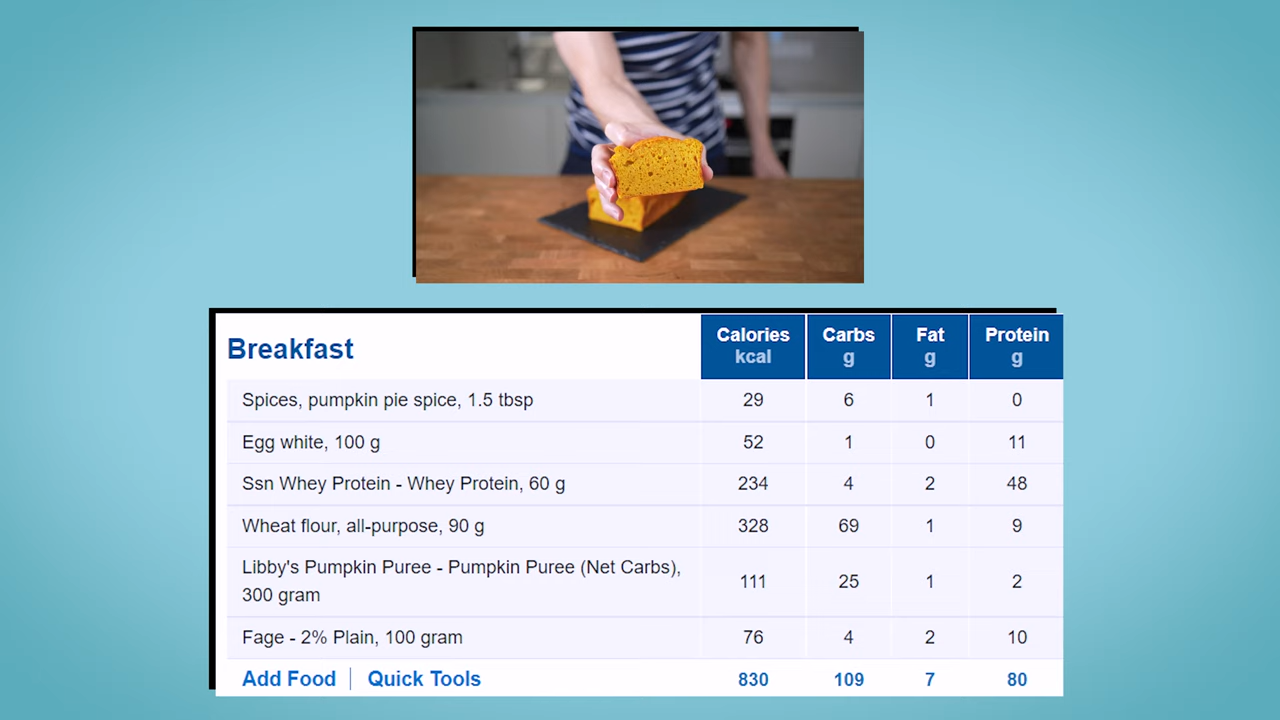 Breakfast Calories kcal Carbs g Fat g Protein g
Spices, pumpkin pie spice, 1.5 tbsp 29 6 1 0
Egg white, 100 g 52 1 0 11
Ssn Whey Protein - Whey Protein, 60 g 234 4 2 48
Wheat flour, all-purpose, 90 g 328 69 1 9
Libby's Pumpkin Puree - Pumpkin Puree (Net Carbs),
300 gram 111 25 1 2
Fage - 2% Plain, 100 gram 76 4 2 10
Add Food | Quick Tools 830 109 7 80